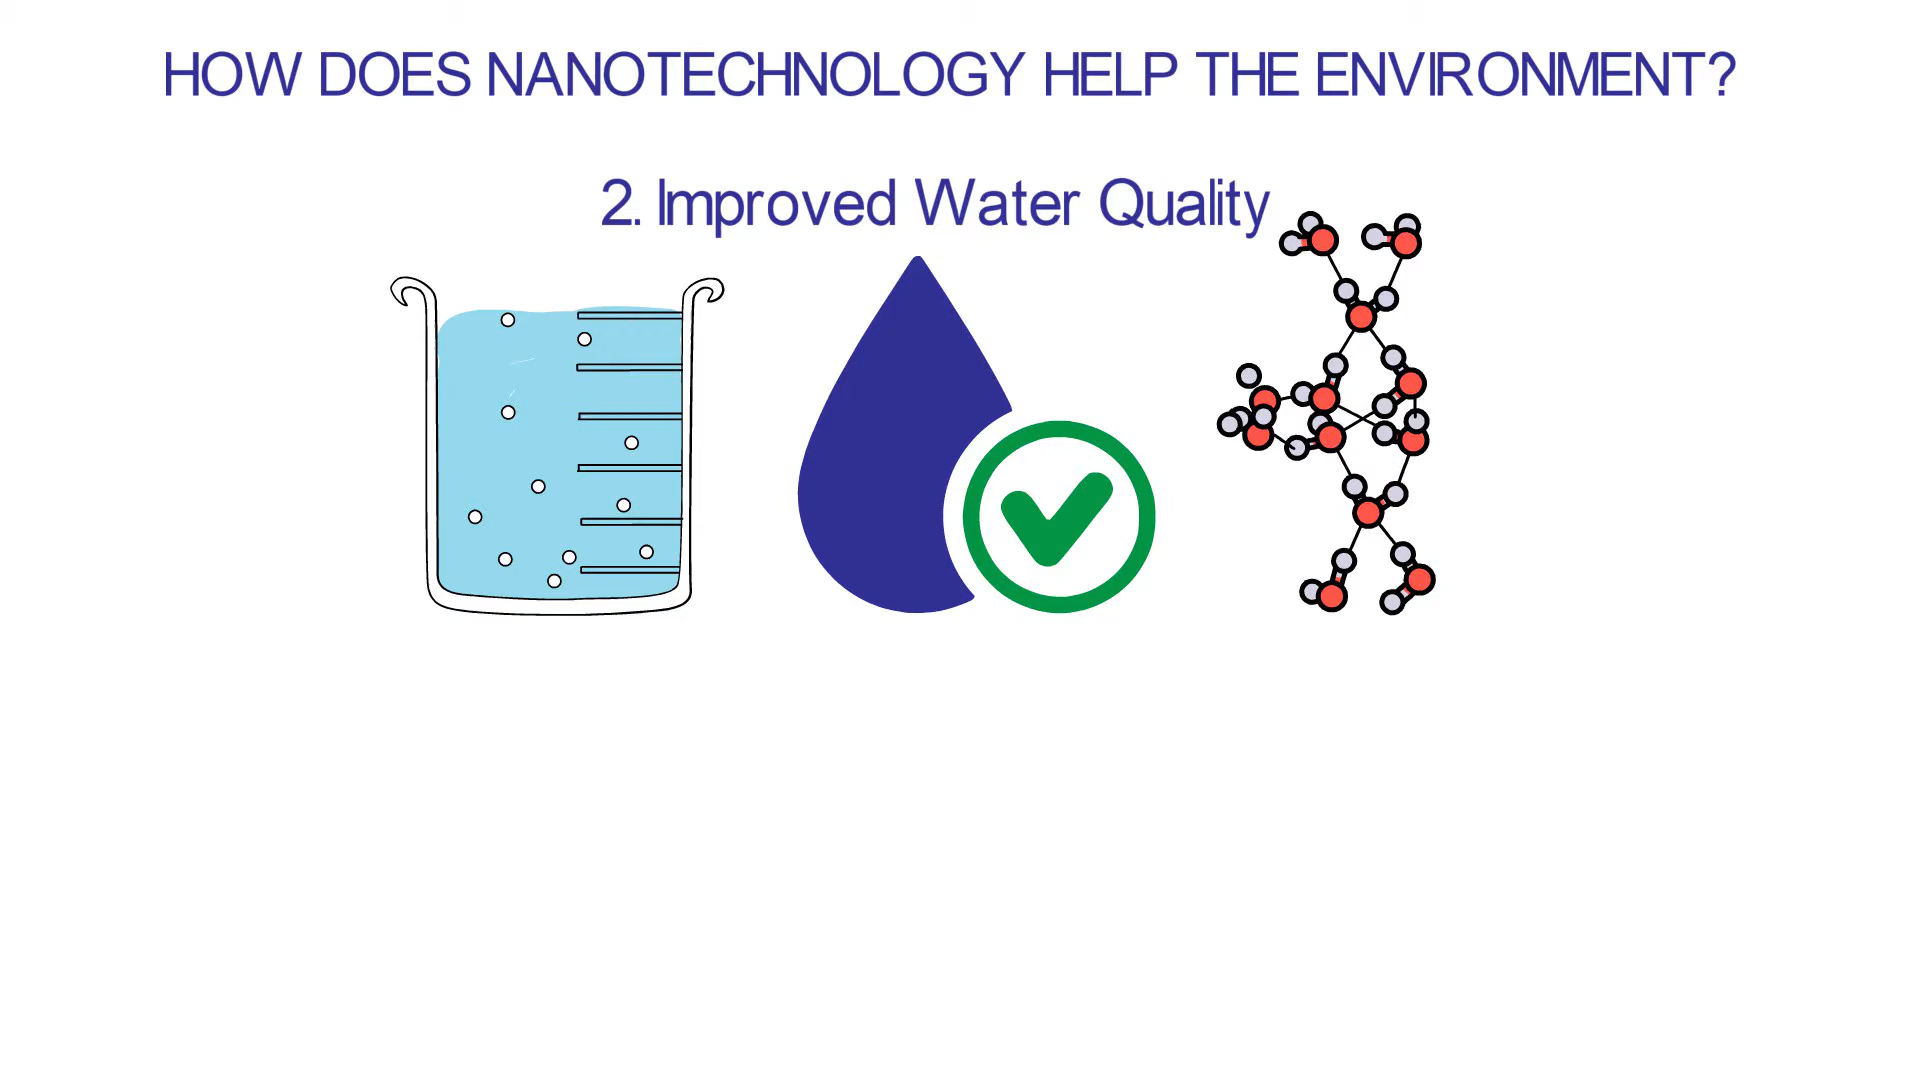 HOW DOES NANOTECHNOLOGY HELP THE ENVIRONMENT?
2. Improved Water Quality